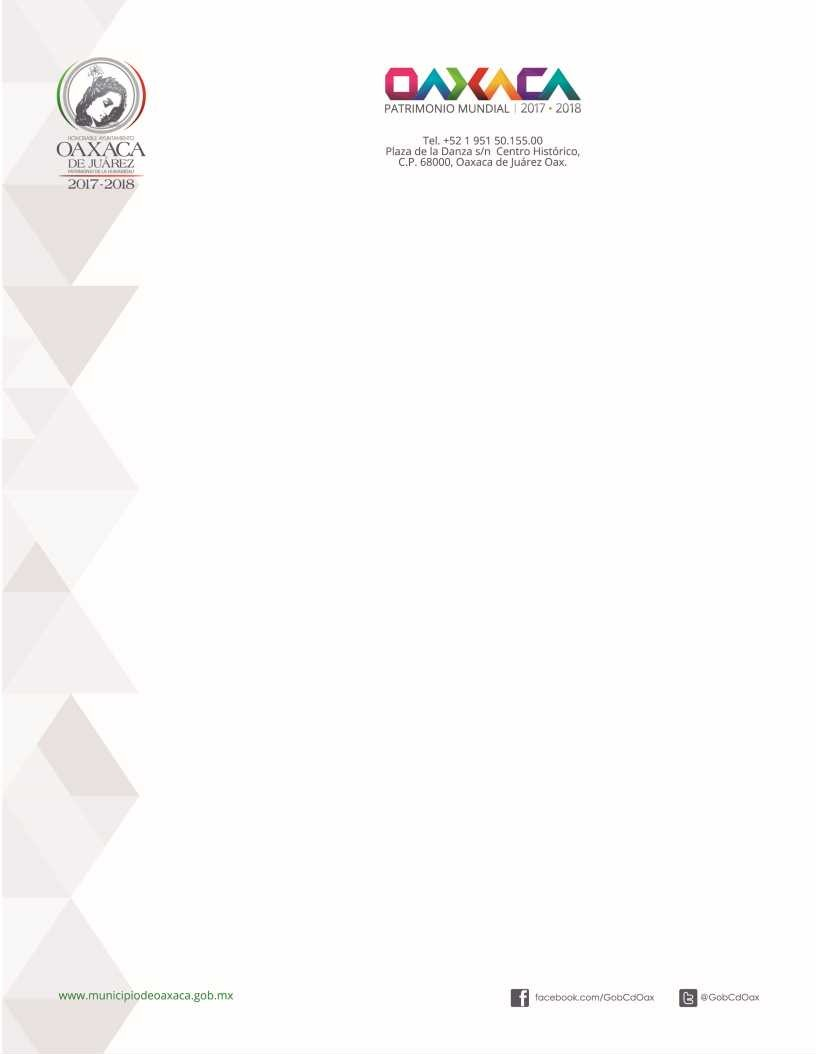 HONORABLE AYUNTAMIENTO
OAXACA
DE JUÁREZ
PATRIMONIO DE LA HUMANIDAD
2017-2018
OAXACA
PATRIMONIO MUNDIAL | 2017 • 2018
Tel. +52 1 951 50.155.00
Plaza de la Danza s/n Centro Histórico,
C.P. 68000, Oaxaca de Juárez Oax.
www.municipiodeoaxaca.gob.mx
facebook.com/GobCdOax
@GobCdOax